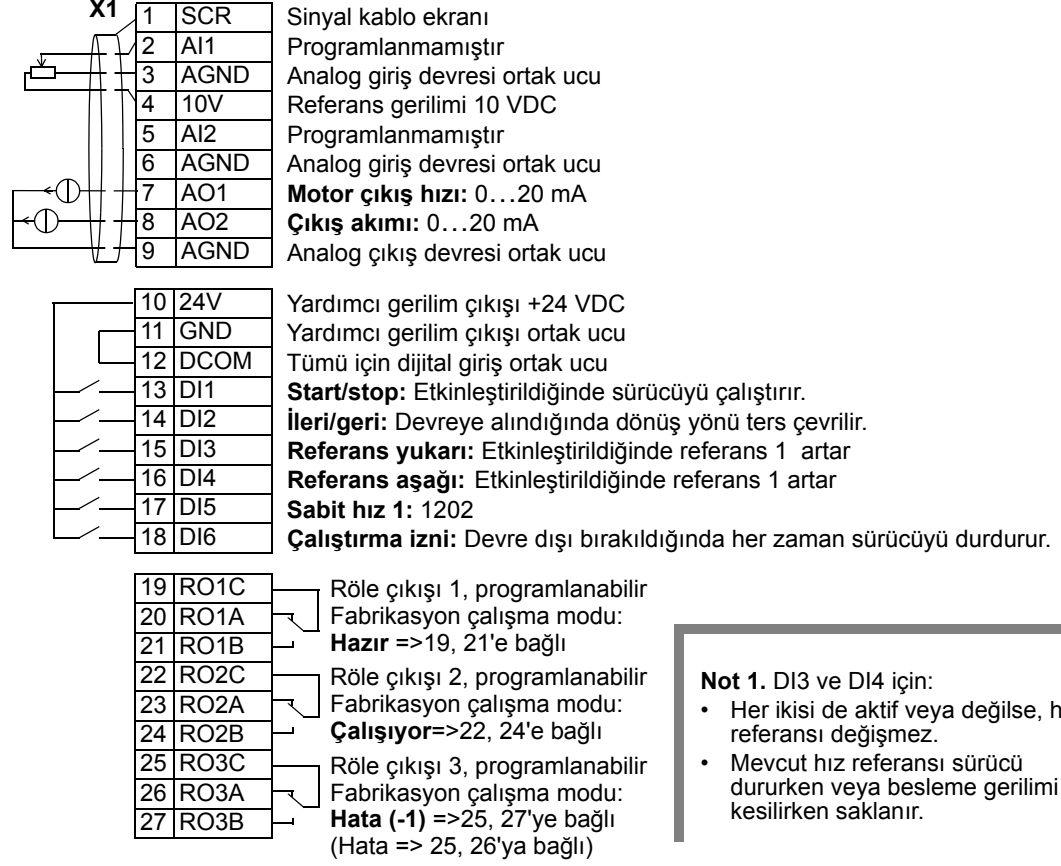 X1
1 SCR Sinyal kablo ekranı
2 AI1 Programlanmamıştır
3 AGND Analog giriş devresi ortak ucu
4 10V Referans gerilimi 10 VDC
5 AI2 Programlanmamıştır
6 AGND Analog giriş devresi ortak ucu
7 AO1 Motor çıkış hızı: 0…20 mA
8 AO2 Çıkış akımı: 0…20 mA
9 AGND Analog çıkış devresi ortak ucu
10 24V Yardımcı gerilim çıkışı +24 VDC
11 GND Yardımcı gerilim çıkışı ortak ucu
12 DCOM Tümü için dijital giriş ortak ucu
13 DI1 Start/stop: Etkinleştirildiğinde sürücüyü çalıştırır.
14 DI2 İleri/geri: Devreye alındığında dönüş yönü ters çevrilir.
15 DI3 Referans yukarı: Etkinleştirildiğinde referans 1 artar
16 DI4 Referans aşağı: Etkinleştirildiğinde referans 1 artar
17 DI5 Sabit hız 1: 1202
18 DI6 Çalıştırma izni: Devre dışı bırakıldığında her zaman sürücüyü durdurur.
19 RO1C Röle çıkışı 1, programlanabilir
20 RO1A Fabrikasyon çalışma modu:
21 RO1B Hazır =>19, 21'e bağlı
22 RO2C Röle çıkışı 2, programlanabilir
23 RO2A Fabrikasyon çalışma modu:
24 RO2B Çalışıyor=>22, 24'e bağlı
25 RO3C Röle çıkışı 3, programlanabilir
26 RO3A Fabrikasyon çalışma modu:
27 RO3B Hata (-1) =>25, 27'ye bağlı
(Hata => 25, 26'ya bağlı)
Not 1. DI3 ve DI4 için:
• Her ikisi de aktif veya değilse,
referansı değişmez.
• Mevcut hız referansı sürücü
dururken veya besleme gerilimi
kesilirken saklanır.